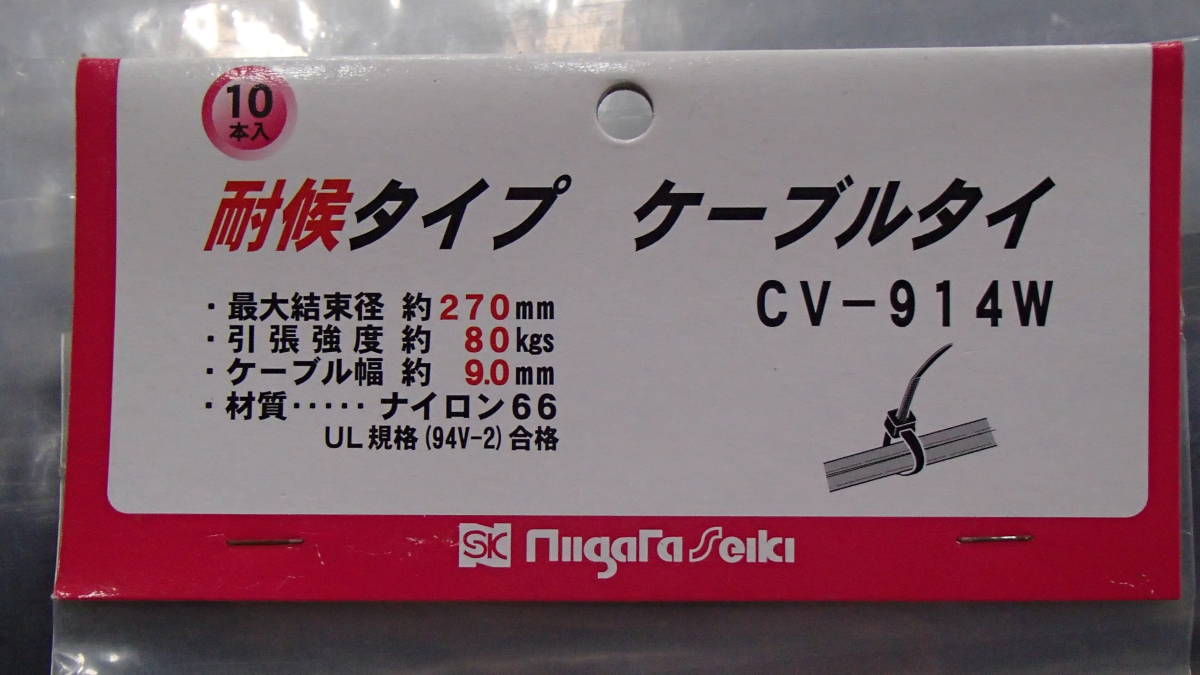 10
本入
耐候タイプ ケーブルタイ
CV-914W
・最大結束径 約270mm
・引張強度 約 80kgs
・ケーブル幅 約 9.0mm
・材質‥‥‥ナイロン66
UL規格(94V-2)合格
SK Niigata Seiki